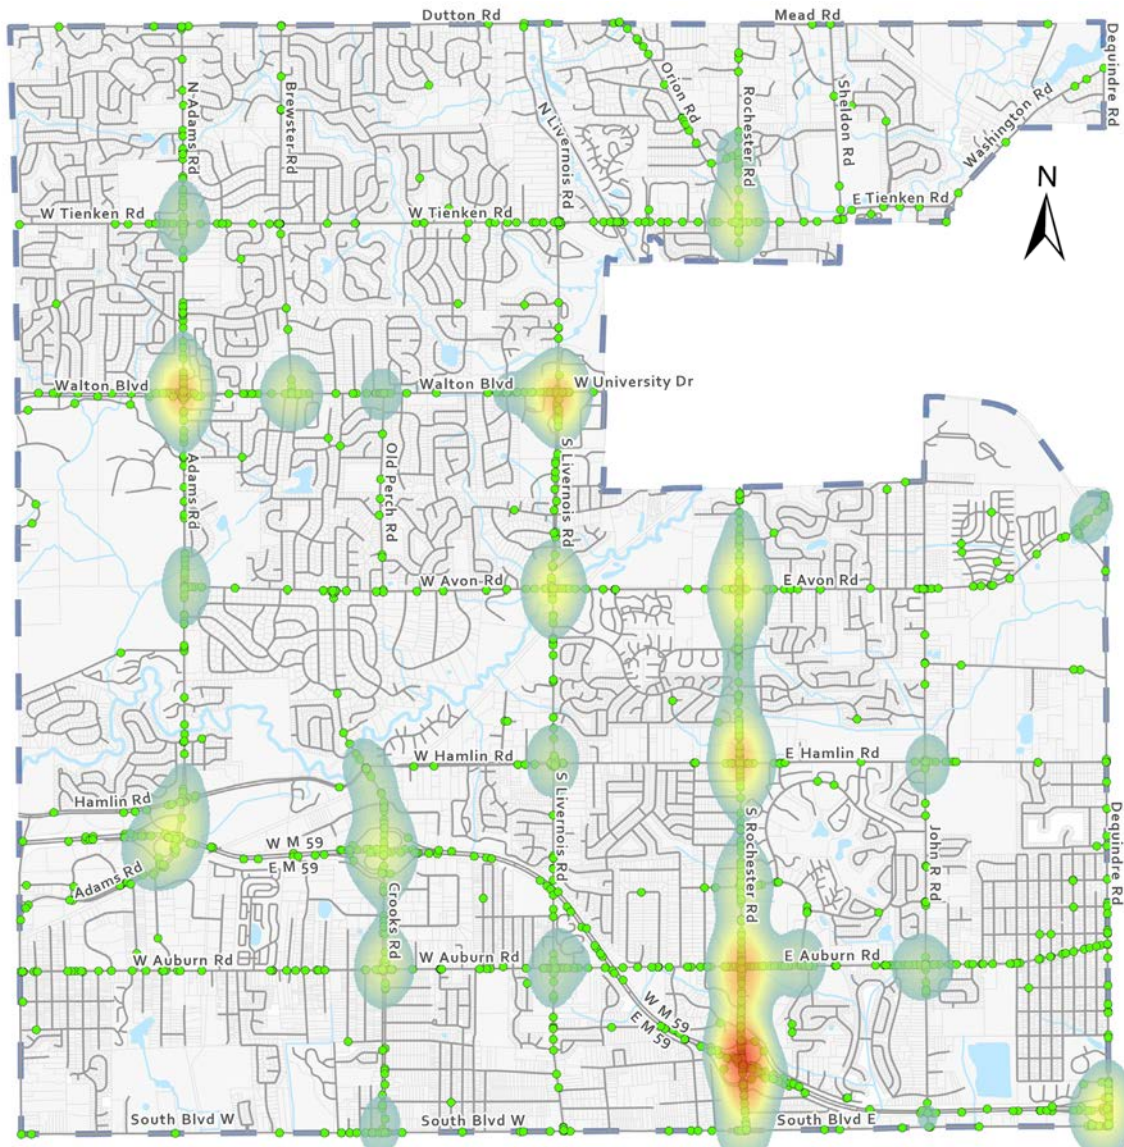 Dutton Rd
Mead Rd
Dequindre Rd
N Adams Rd
Brewster Rd
N Livernois Rd
Orion Rd
Rochester Rd
Sheldon Rd
Washington Rd
N
W Tienken Rd
W Tienken Rd
E Tienken Rd
Walton Blvd
Walton Blvd
W University Dr
Adams Rd
Old Perch Rd
S Livernois Rd
W Avon Rd
E Avon Rd
W Hamlin Rd
E Hamlin Rd
Hamlin Rd
S Livernois Rd
S Rochester Rd
John R Rd
Dequindre Rd
W M 59
E M 59
Adams Rd
Crooks Rd
W Auburn Rd
W Auburn Rd
E Auburn Rd
W M 59
E M 59
South Blvd W
South Blvd W
South Blvd E